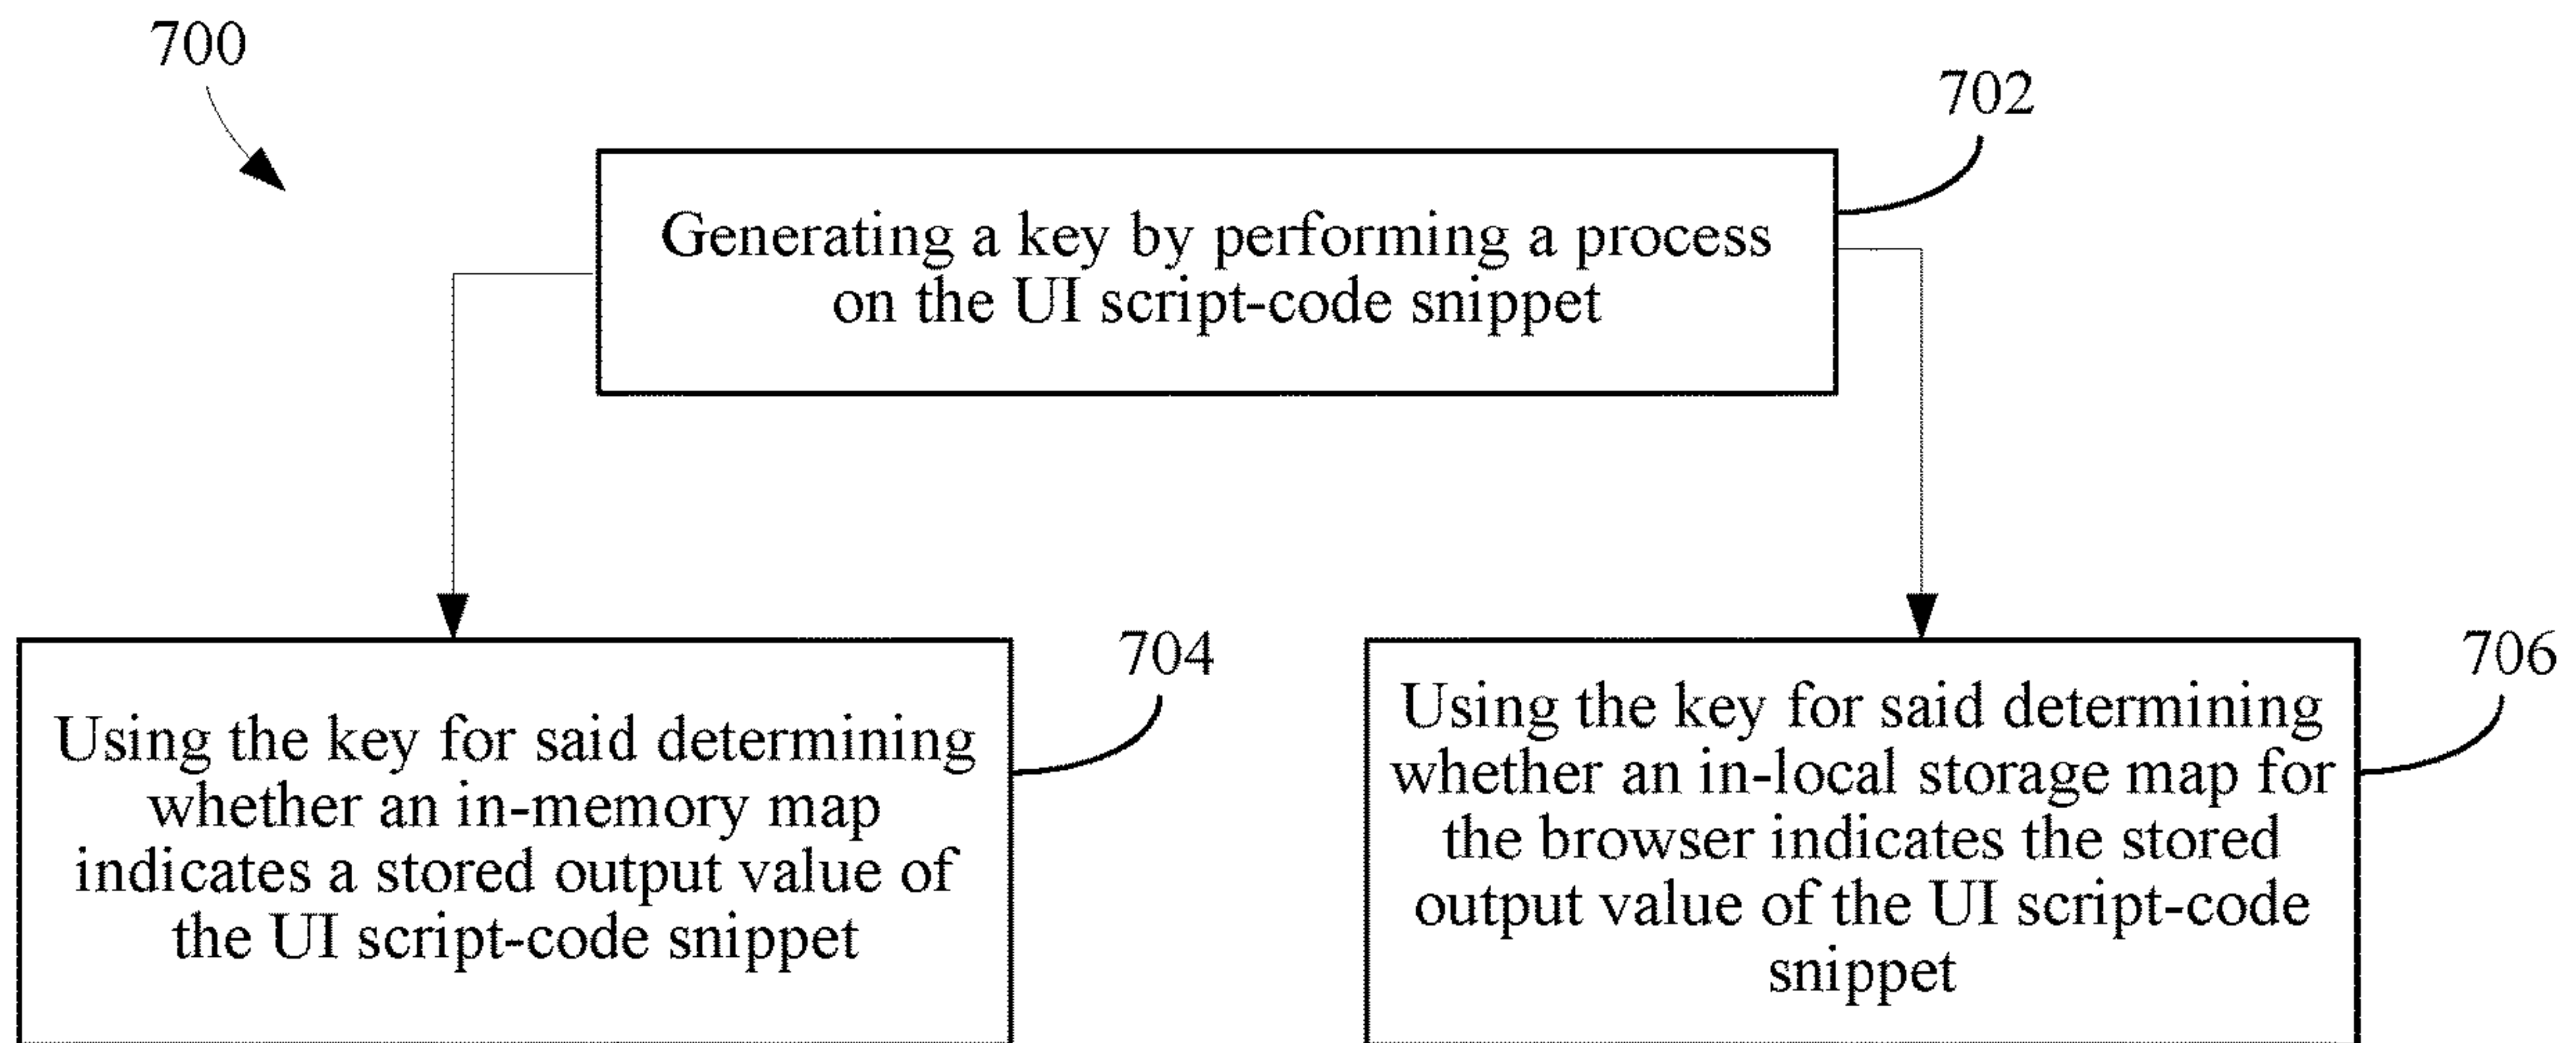 700
702
Generating a key by performing a process
on the UI script-code snippet
704
Using the key for said determining
whether an in-memory map
indicates a stored output value of
the UI script-code snippet
706
Using the key for said determining
whether an in-local storage map for
the browser indicates the stored
output value of the UI script-code
snippet